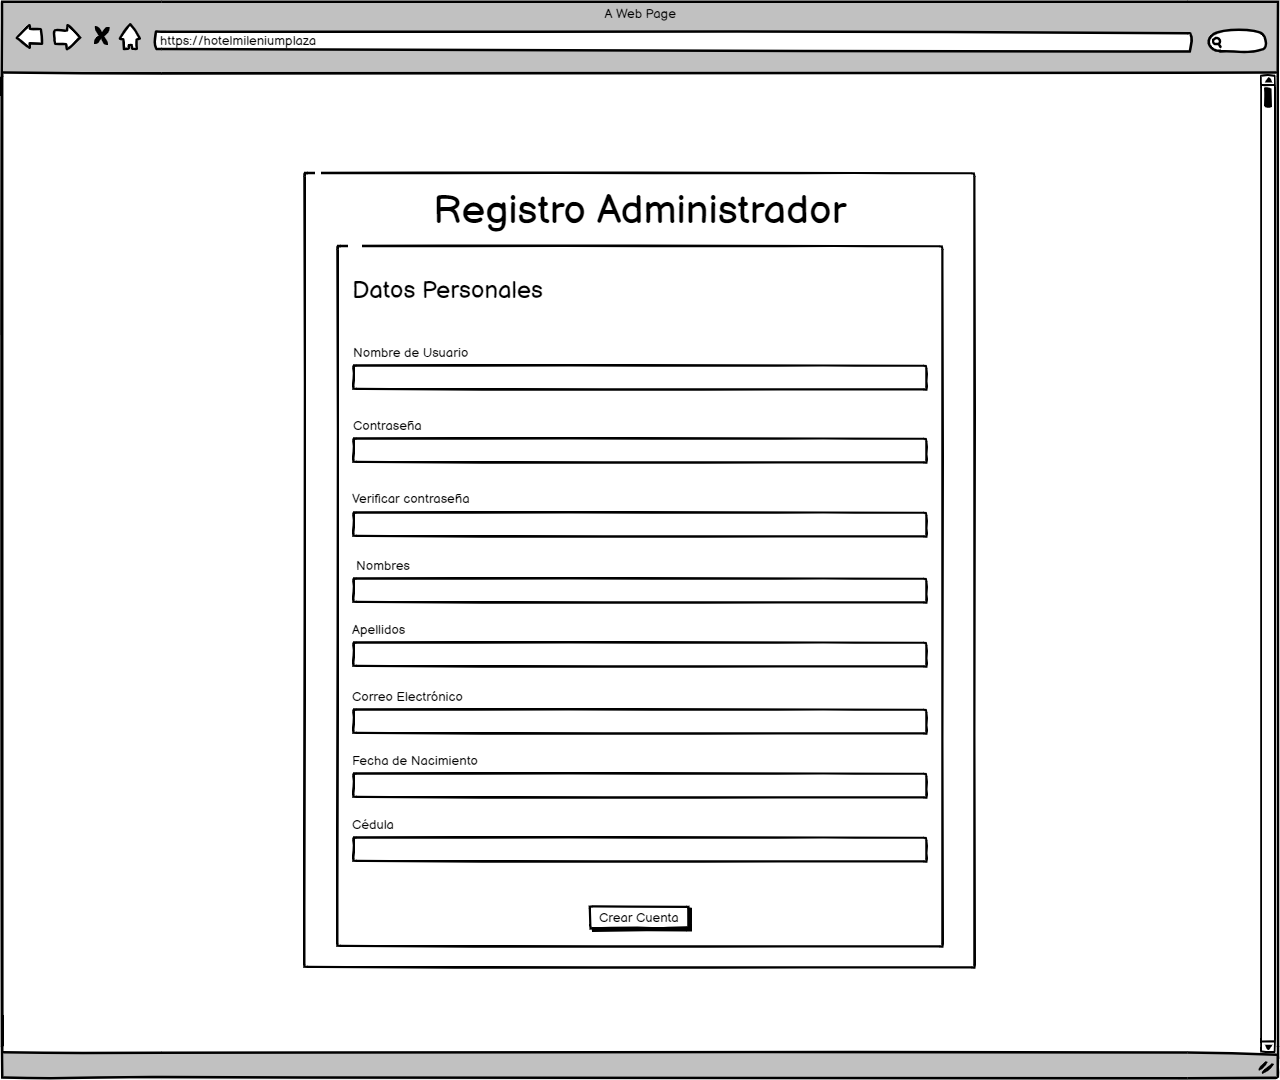 A Web Page
https://hotelmileniumplaza
Registro Administrador
Datos Personales
Nombre de Usuario
Contraseña
Verificar contraseña
Nombres
Apellidos
Correo Electrónico
Fecha de Nacimiento
Cédula
Crear Cuenta